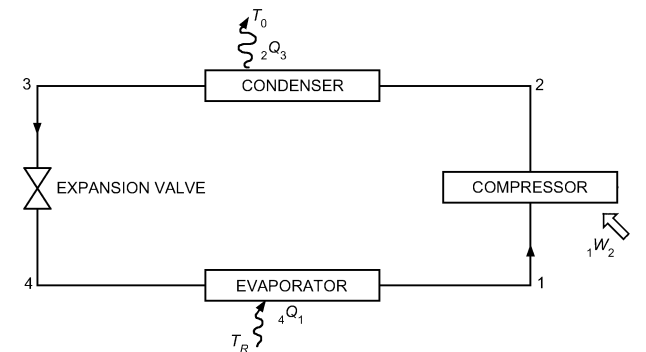 T0
2Q3
3
CONDENSER
2
EXPANSION VALVE
COMPRESSOR
1W2
4
EVAPORATOR
1
4Q1
TR